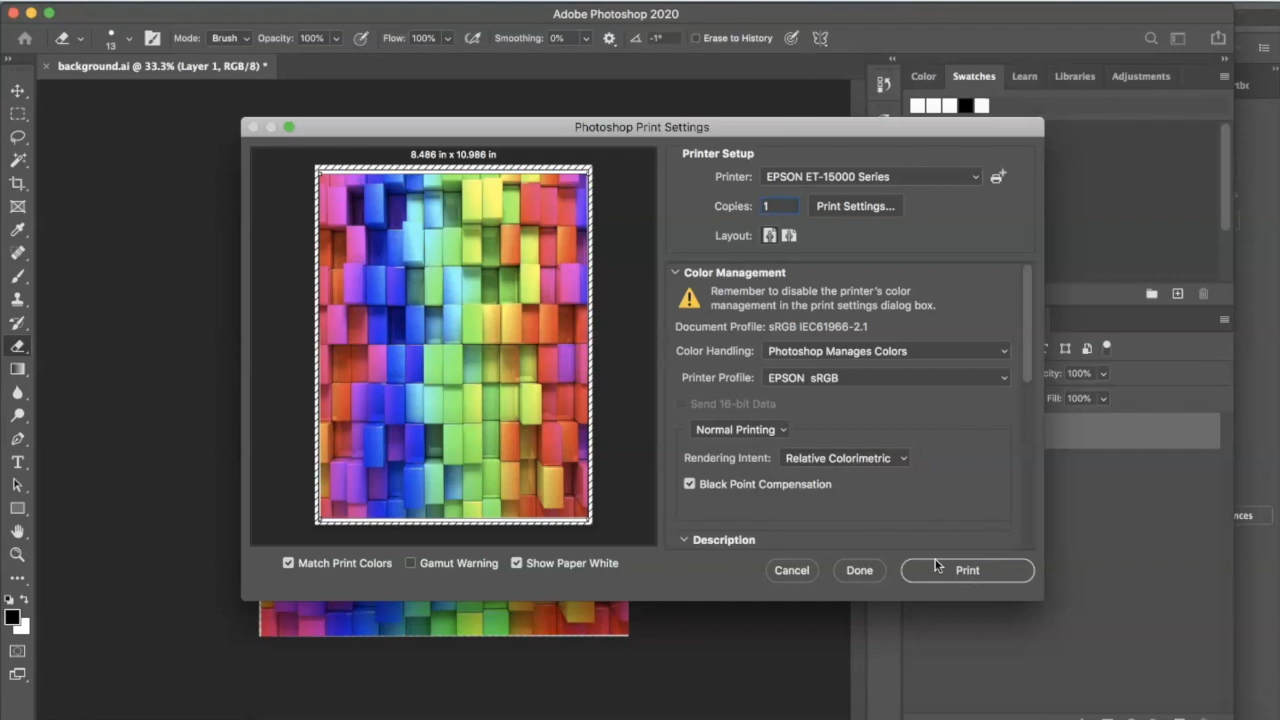 Adobe Photoshop 2020
13
Mode: Brush Opacity: 100% Flow: 100% Smoothing: 0% -1° Erase to History
background.ai @ 33.3% (Layer 1, RGB/8) *
Color Swatches Learn Libraries Adjustments
Photoshop Print Settings
8.486 in x 10.986 in
Printer Setup
Printer: EPSON ET-15000 Series
Copies: 1 Print Settings...
Layout:
Color Management
Remember to disable the printer's color
management in the print settings dialog box.
Document Profile: sRGB IEC61966-2.1
Color Handling: Photoshop Manages Colors
Printer Profile: EPSON sRGB
Send 16-bit Data
Normal Printing
Rendering Intent: Relative Colorimetric
Black Point Compensation
Description
Match Print Colors Gamut Warning Show Paper White
Cancel Done Print
100%
Fill: 100%